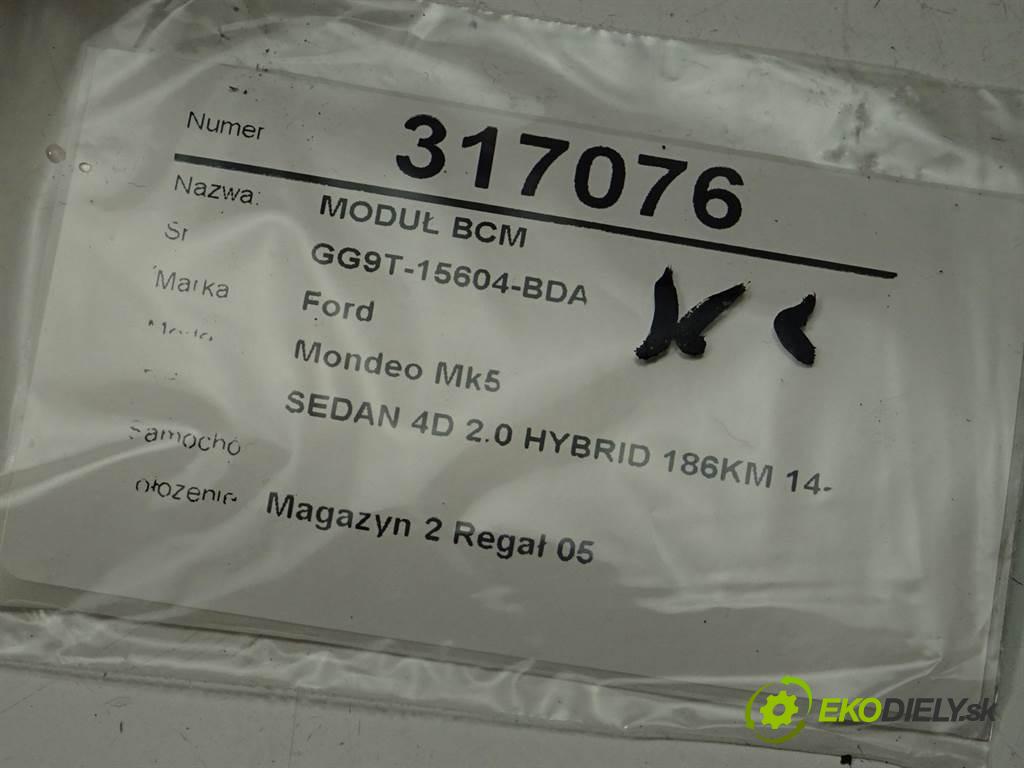 Numer 317076
Nazwa: MODUŁ BCM
GG9T-15604-BDA
Marka Ford
Mondeo Mk5
SEDAN 4D 2.0 HYBRID 186KM 14-
Samocho
Magazyn 2 Regał 05
EKODIELY.sk